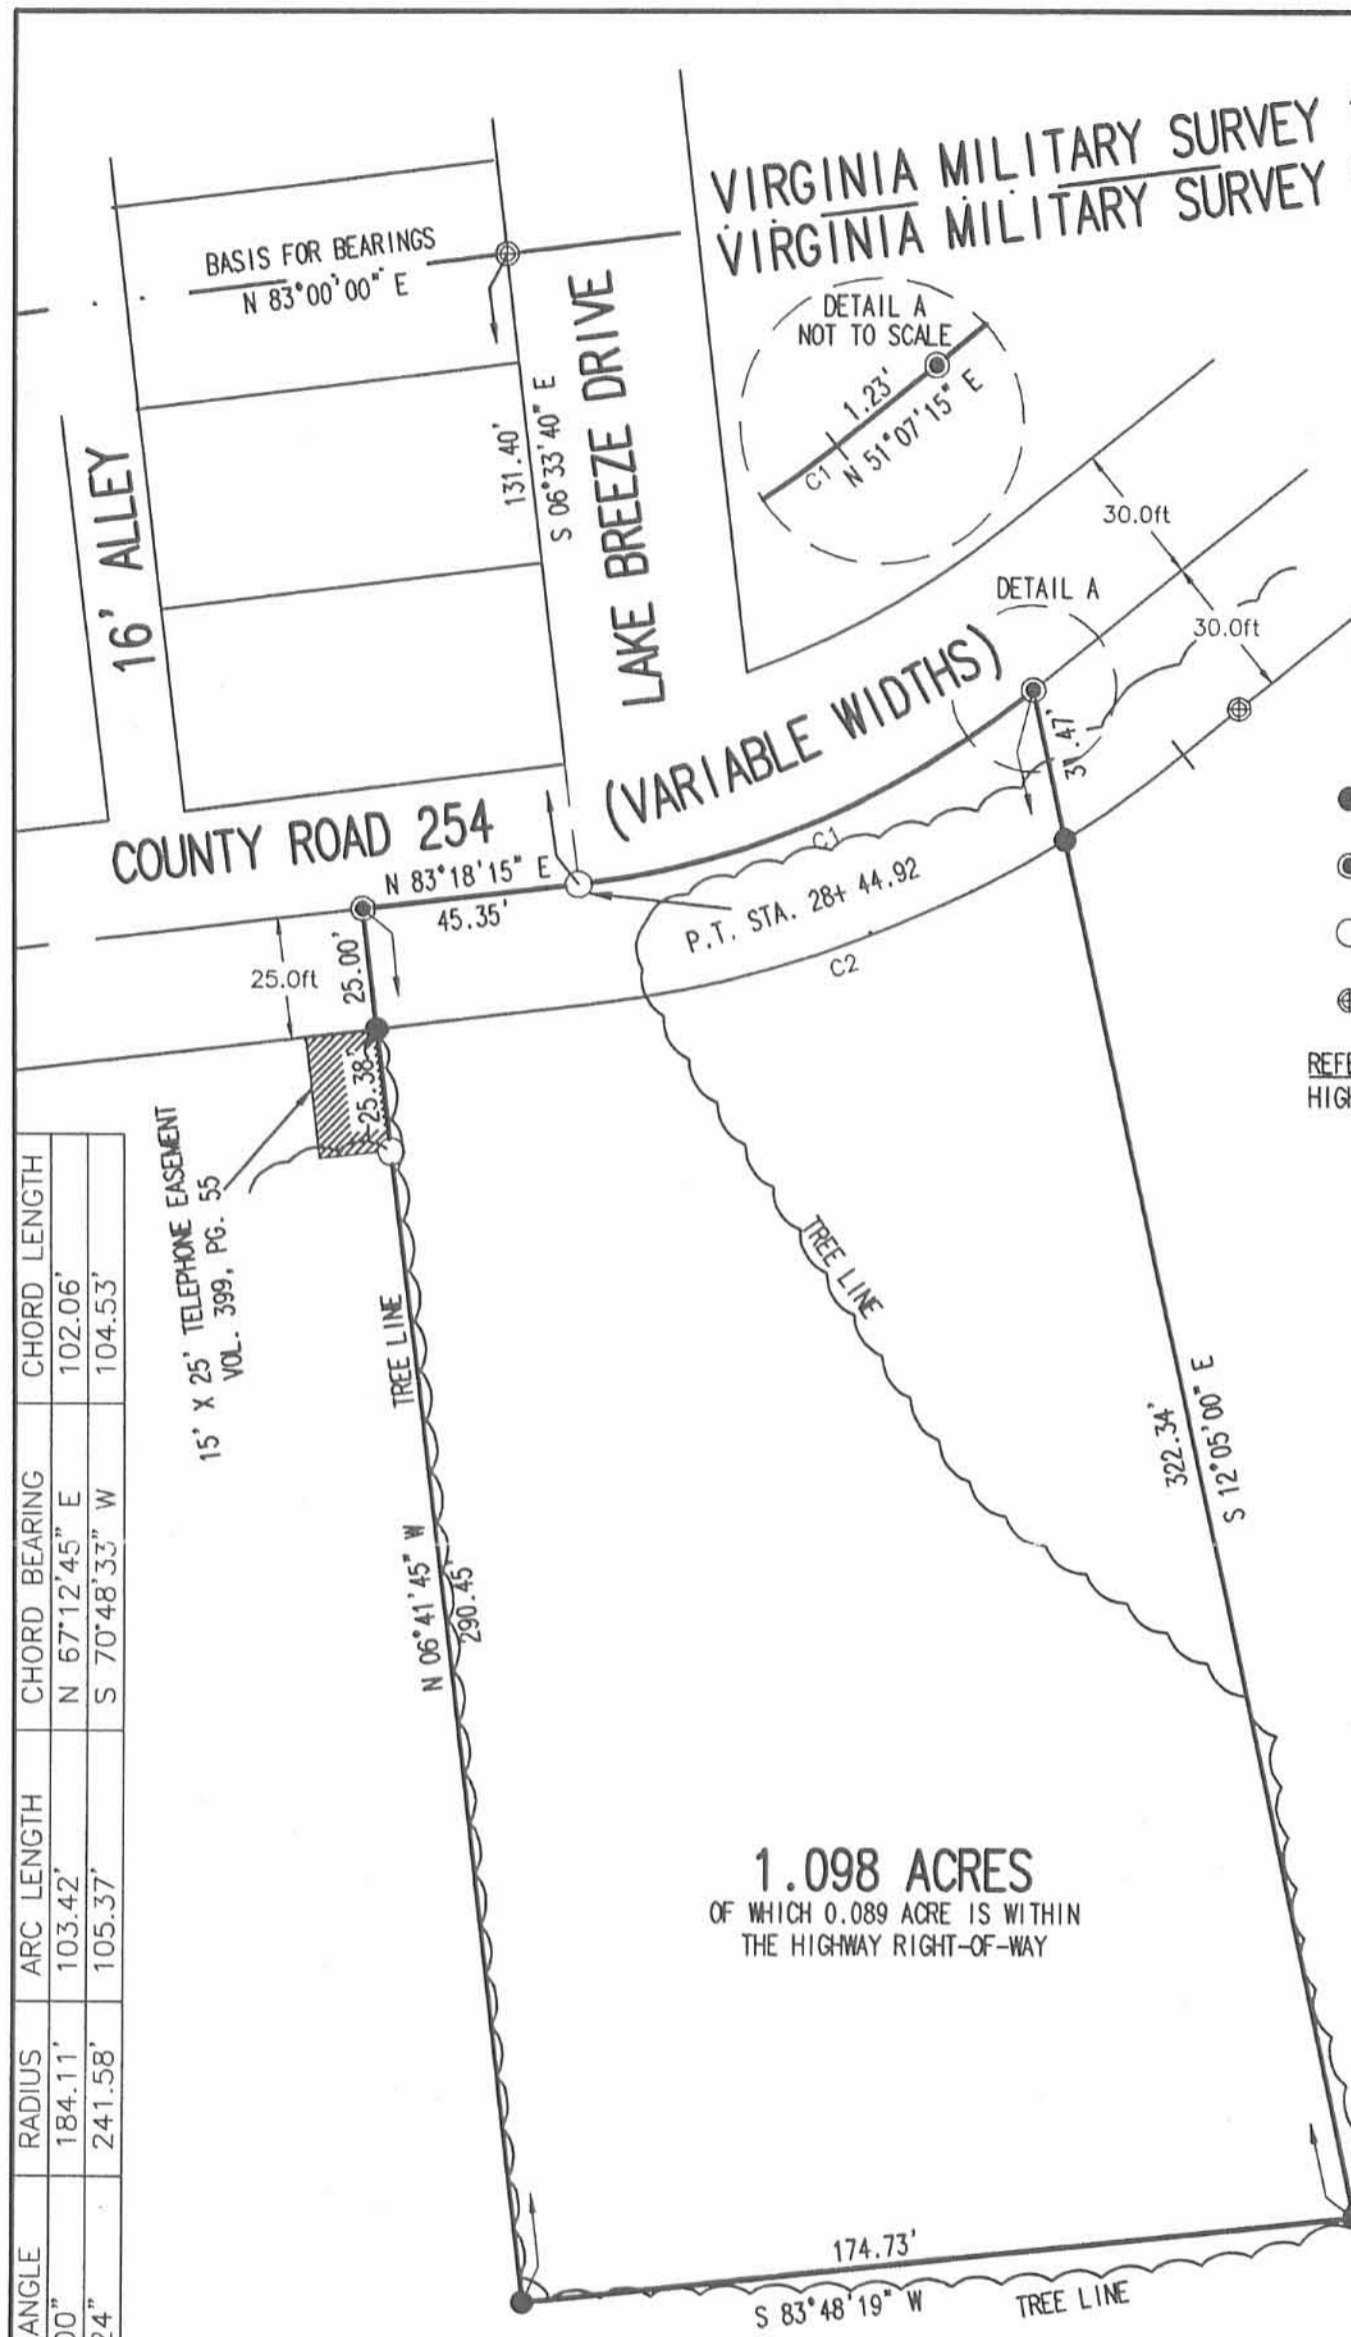 VIRGINIA MILITARY SURVEY
VIRGINIA MILITARY SURVEY
BASIS FOR BEARINGS
N 83°00'00" E
DETAIL A
NOT TO SCALE
1.23'
C1
N 51°07'15" E
131.40'
S 06°33'40" E
LAKE BREEZE DRIVE
16' ALLEY
30.0ft
DETAIL A
30.0ft
(VARIABLE WIDTHS)
31.47'
COUNTY ROAD 254
N 83°18'15" E
45.35'
C1
P.T. STA. 28+ 44.92
C2
25.0ft
25.00'
25.38'
15' X 25' TELEPHONE EASEMENT
VOL. 399, PG. 55
TREE LINE
TREE LINE
322.34'
S 12°05'00" E
N 06°41'45" W
290.45'
1.098 ACRES
OF WHICH 0.089 ACRE IS WITHIN
THE HIGHWAY RIGHT-OF-WAY
174.73'
S 83°48'19" W
TREE LINE
REFE
HIGH
ANGLE RADIUS ARC LENGTH CHORD BEARING CHORD LENGTH
00" 184.11' 103.42' N 67°12'45" E 102.06'
24" 241.58' 105.37' S 70°48'33" W 104.53'